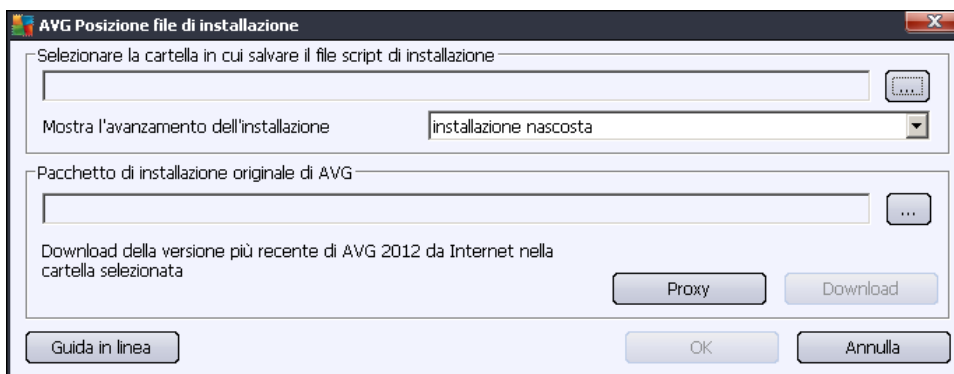 AVG Posizione file di installazione
Selezionare la cartella in cui salvare il file script di installazione
...
Mostra l'avanzamento dell'installazione
installazione nascosta
Pacchetto di installazione originale di AVG
...
Download della versione più recente di AVG 2012 da Internet nella
cartella selezionata
Proxy
Download
Guida in linea
OK
Annulla